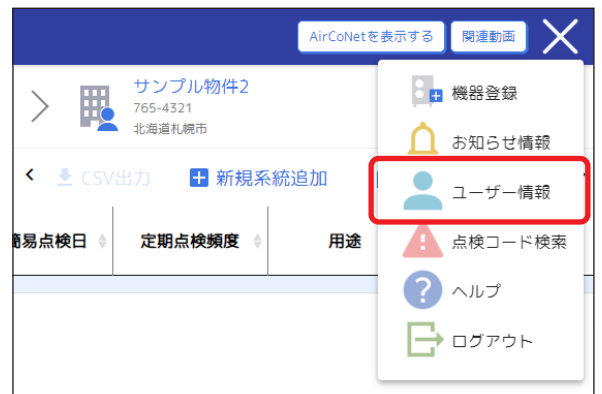 AirCoNetを表示する
関連動画
サンプル物件2
765-4321
北海道札幌市
CSV出力
新規系統追加
易点検日
定期点検頻度
用途
機器登録
お知らせ情報
ユーザー情報
点検コード検索
ヘルプ
ログアウト